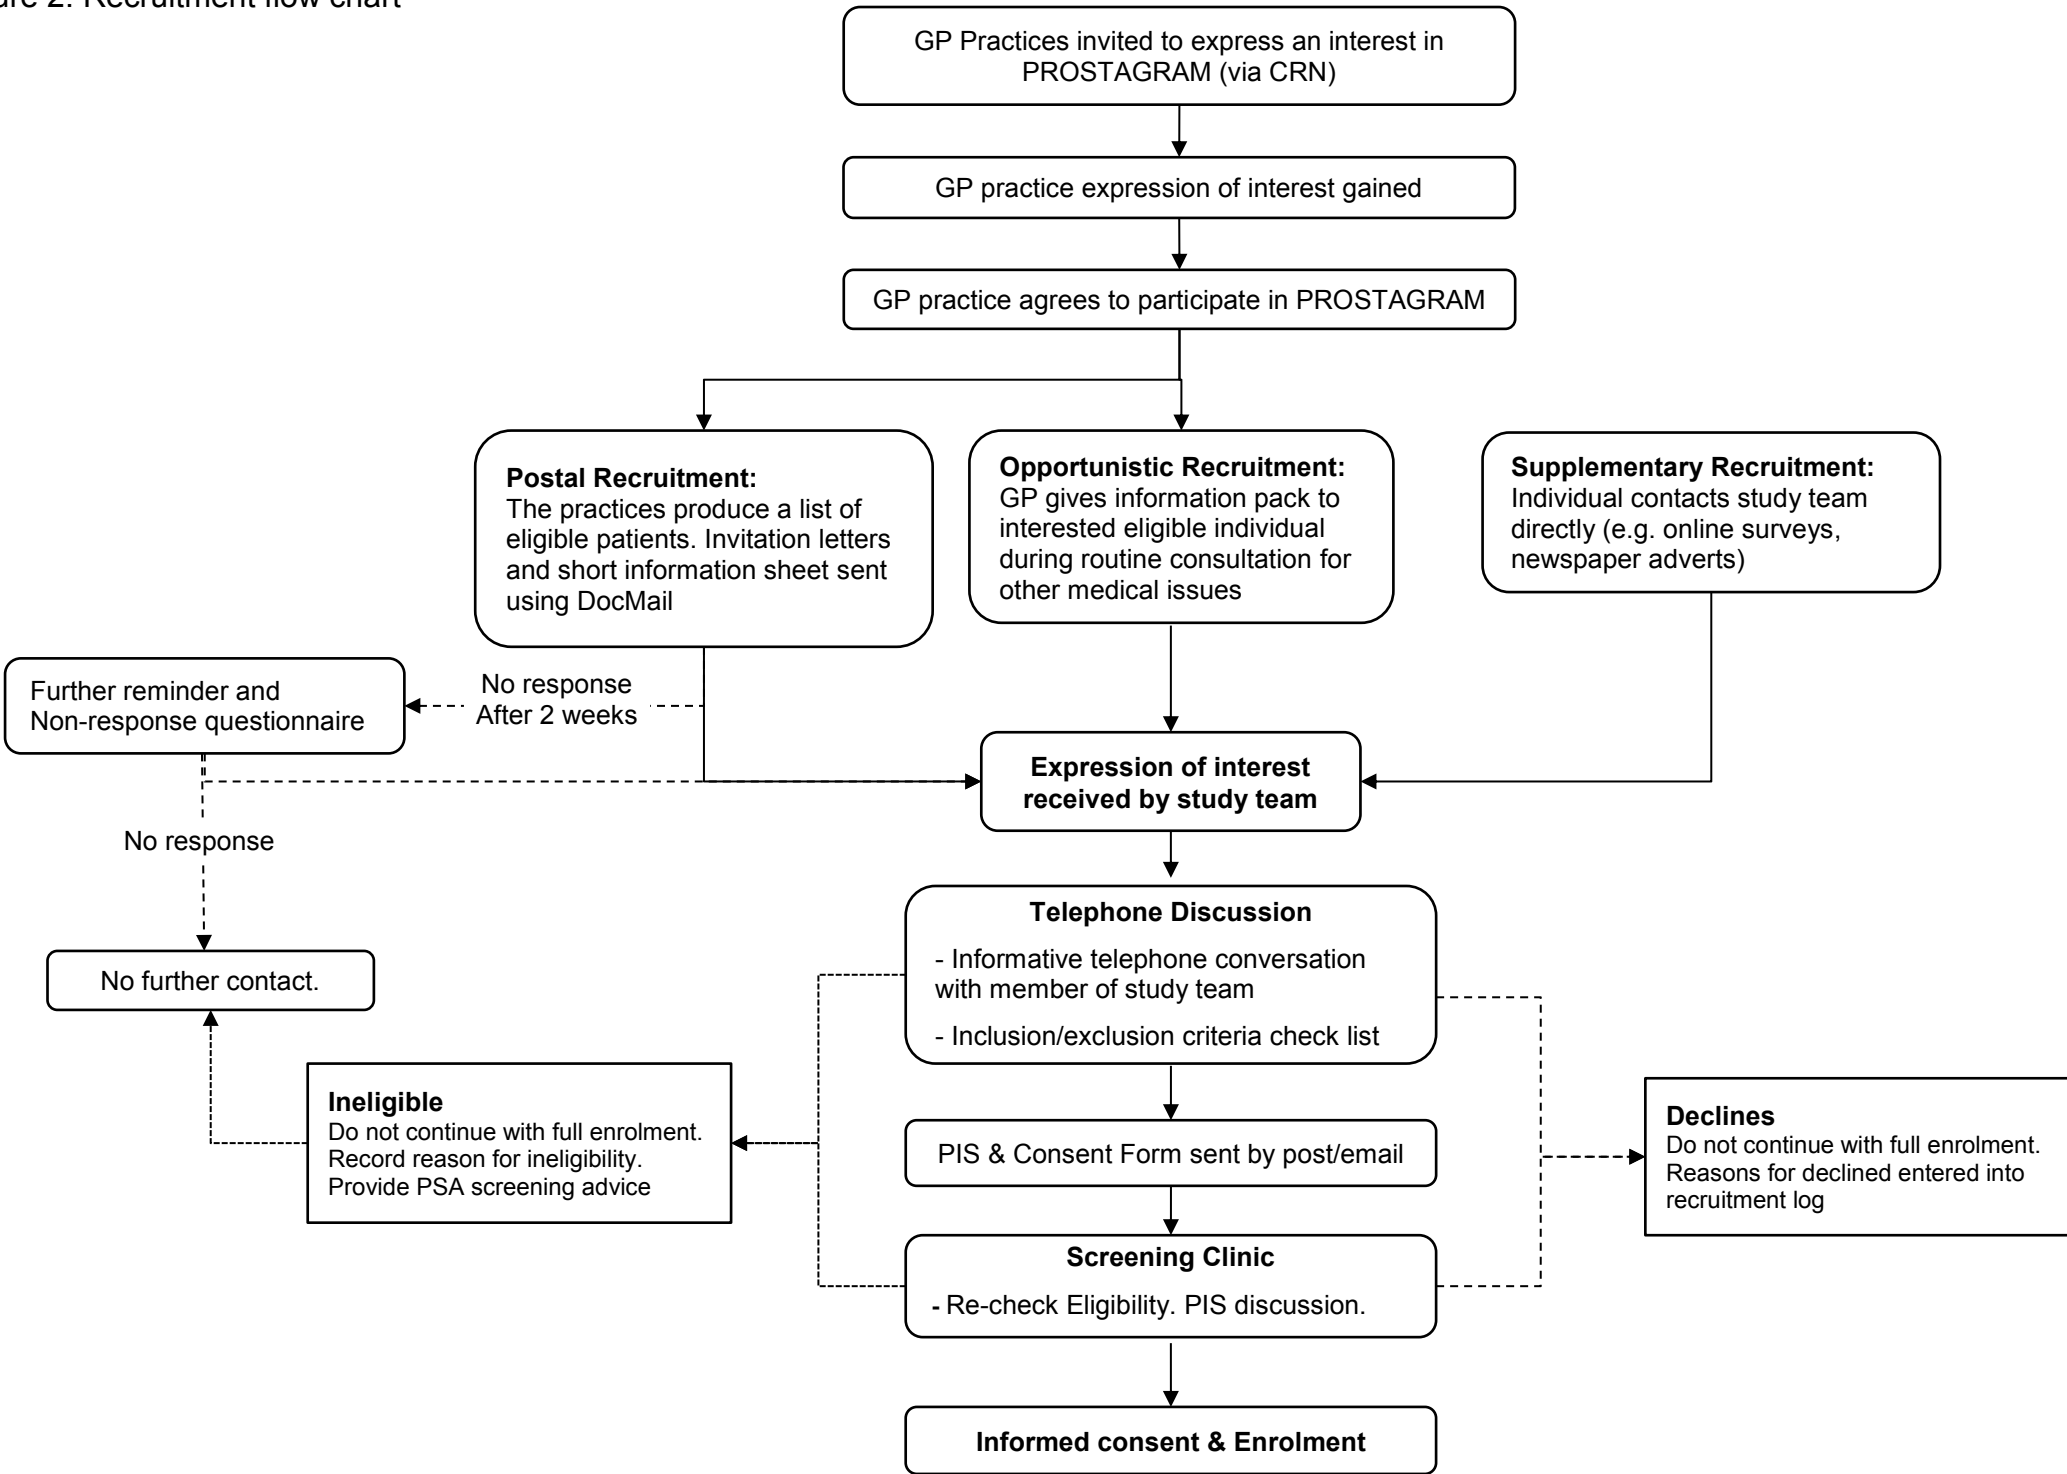 2. Recruitment flow chart
GP Practices invited to express an interest in
PROSTAGRAM (via CRN)
GP practice expression of interest gained
GP practice agrees to participate in PROSTAGRAM
Postal Recruitment:
The practices produce a list of
eligible patients. Invitation letters
and short information sheet sent
using DocMail
Opportunistic Recruitment:
GP gives information pack to
interested eligible individual
during routine consultation for
other medical issues
Supplementary Recruitment:
Individual contacts study team
directly (e.g. online surveys,
newspaper adverts)
Further reminder and
Non-response questionnaire
No response
After 2 weeks
Expression of interest
received by study team
No response
Telephone Discussion
- Informative telephone conversation
with member of study team
- Inclusion/exclusion criteria check list
No further contact.
Ineligible
Do not continue with full enrolment.
Record reason for ineligibility.
Provide PSA screening advice
PIS & Consent Form sent by post/email
Declines
Do not continue with full enrolment.
Reasons for declined entered into
recruitment log
Screening Clinic
- Re-check Eligibility. PIS discussion.
Informed consent & Enrolment